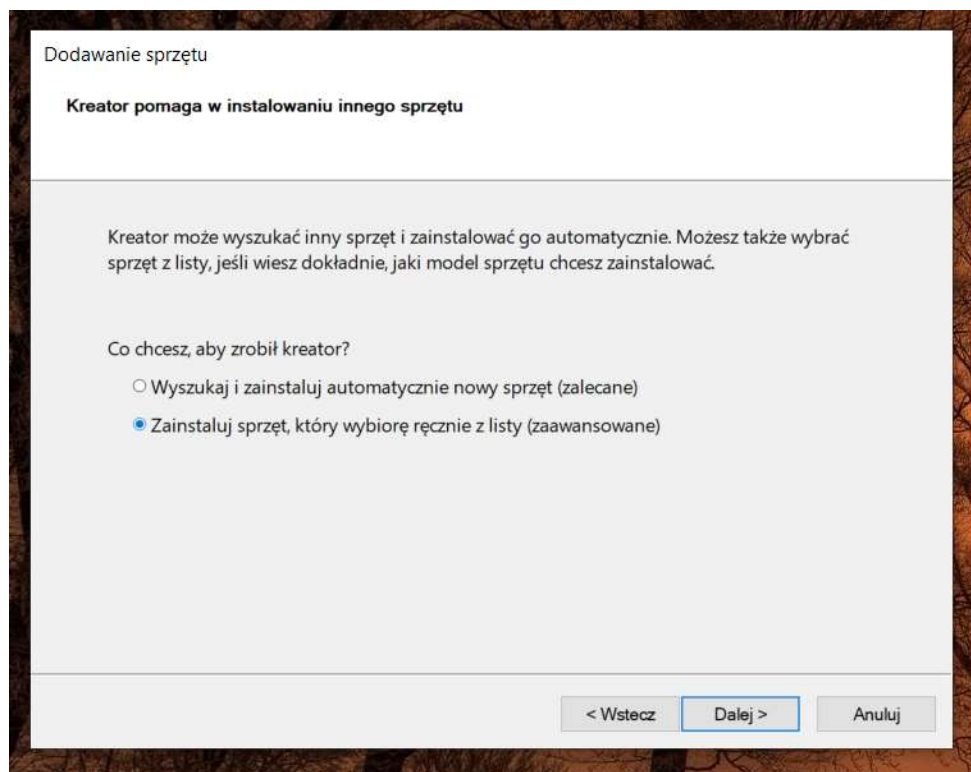 Dodawanie sprzętu
Kreator pomaga w instalowaniu innego sprzętu
Kreator może wyszukać inny sprzęt i zainstalować go automatycznie. Możesz także wybrać
sprzęt z listy, jeśli wiesz dokładnie, jaki model sprzętu chcesz zainstalować.
Co chcesz, aby zrobił kreator?
Wyszukaj i zainstaluj automatycznie nowy sprzęt (zalecane)
Zainstaluj sprzęt, który wybiorę ręcznie z listy (zaawansowane)
< Wstecz Dalej > Anuluj